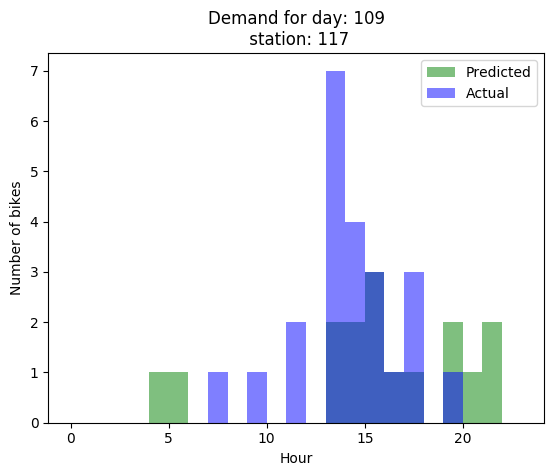 Demand for day: 109
station: 117
Predicted
Actual
7
6
5
4
3
2
1
0
Number of bikes
0 5 10 15 20
Hour